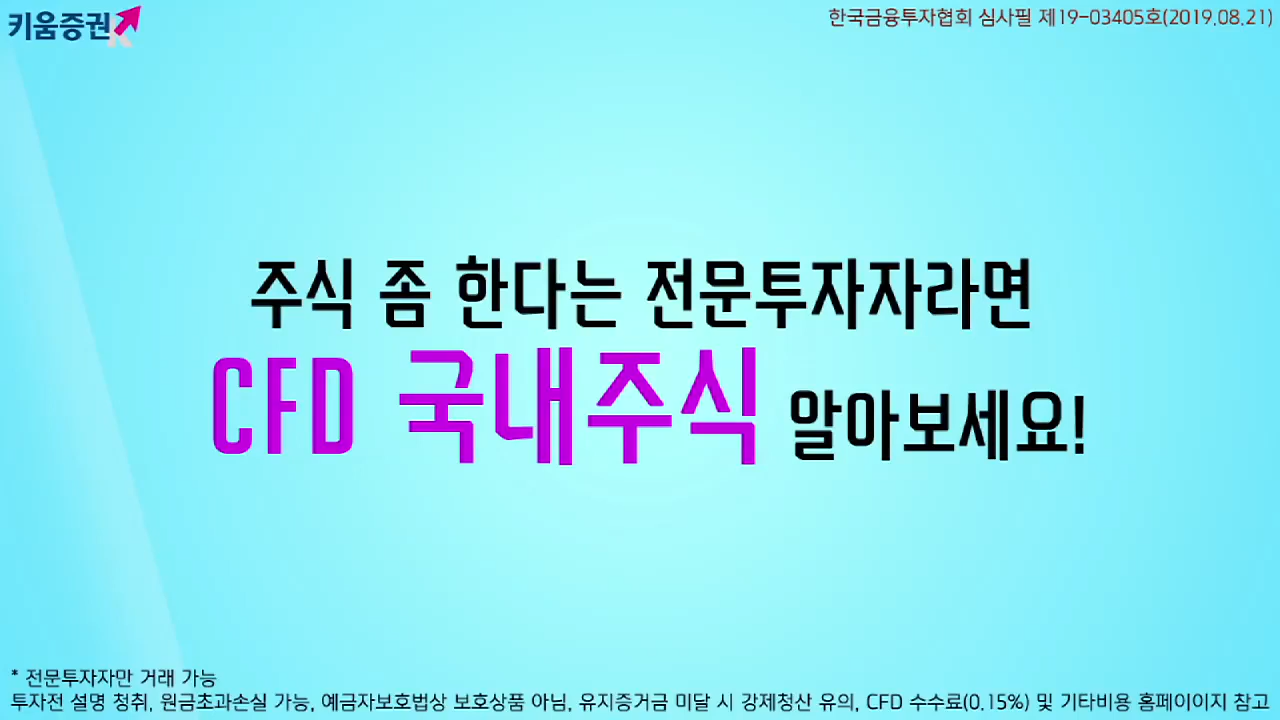 키움증권
한국금융투자협회 심사필 제19-03405호(2019.08.21)
주식 좀 한다는 전문투자자라면
CFD 국내주식 알아보세요!
* 전문투자자만 거래 가능
투자전 설명 청취, 원금초과손실 가능, 예금자보호법상 보호상품 아님, 유지증거금 미달 시 강제청산 유의, CFD 수수료(0.15%) 및 기타비용 홈페이이지 참고